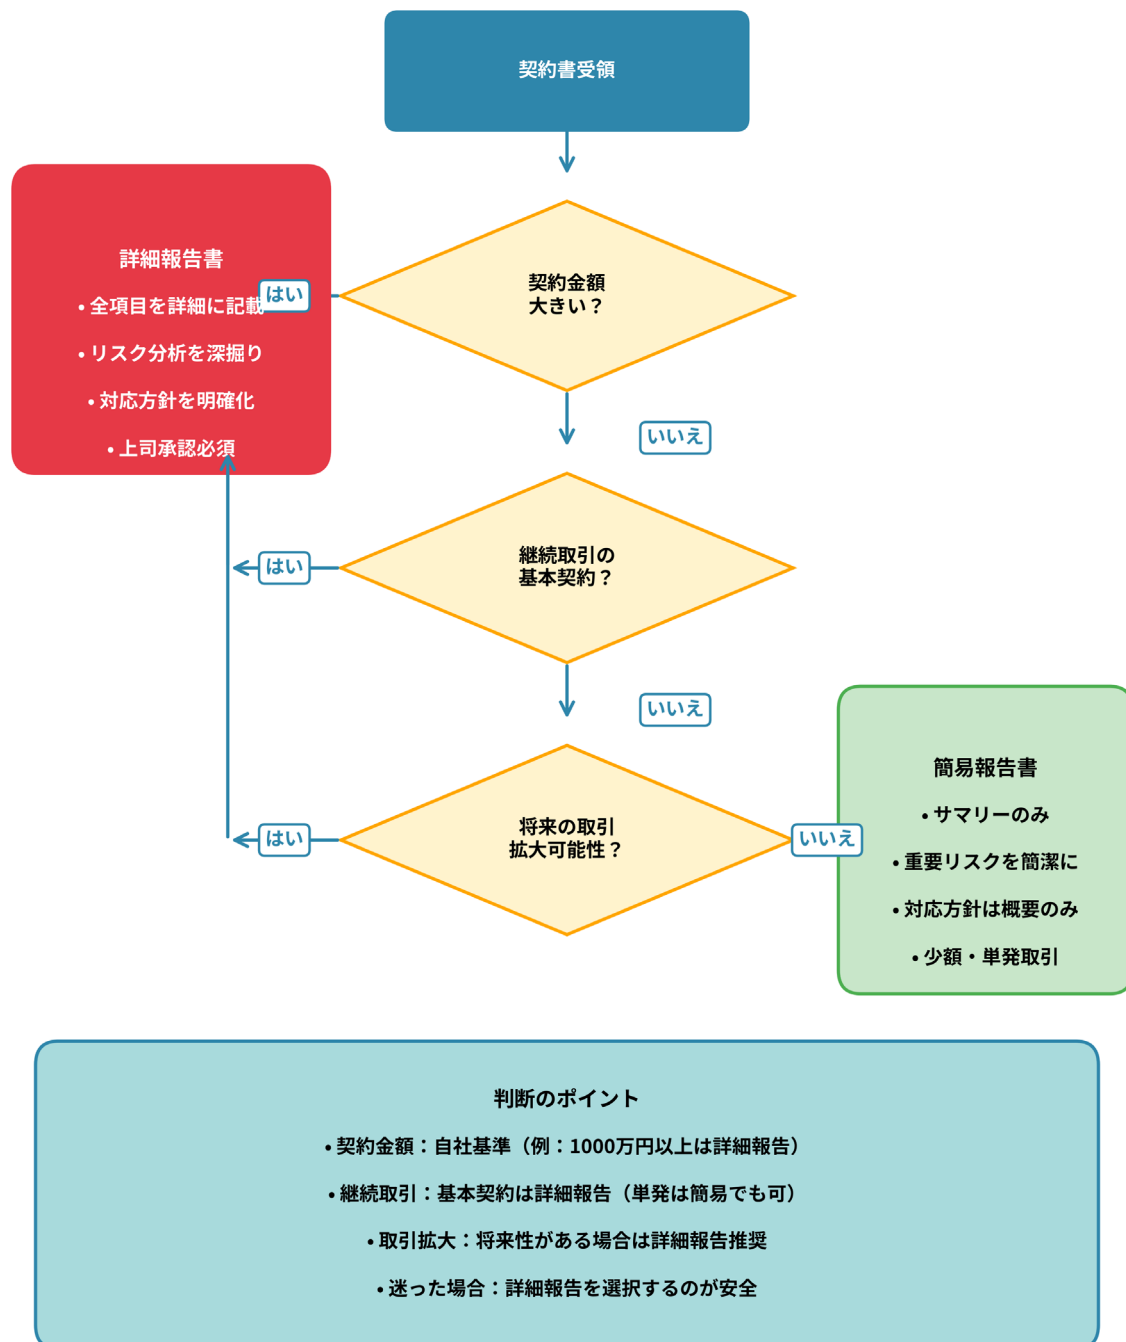 契約書受領
契約金額
大きい？
はい
詳細報告書
• 全項目を詳細に記載
• リスク分析を深掘り
• 対応方針を明確化
• 上司承認必須
いいえ
継続取引の
基本契約？
はい
いいえ
将来の取引
拡大可能性？
はい
いいえ
簡易報告書
• サマリーのみ
• 重要リスクを簡潔に
• 対応方針は概要のみ
• 少額・単発取引
判断のポイント
• 契約金額：自社基準（例：1000万円以上は詳細報告）
• 継続取引：基本契約は詳細報告（単発は簡易でも可）
• 取引拡大：将来性がある場合は詳細報告推奨
• 迷った場合：詳細報告を選択するのが安全